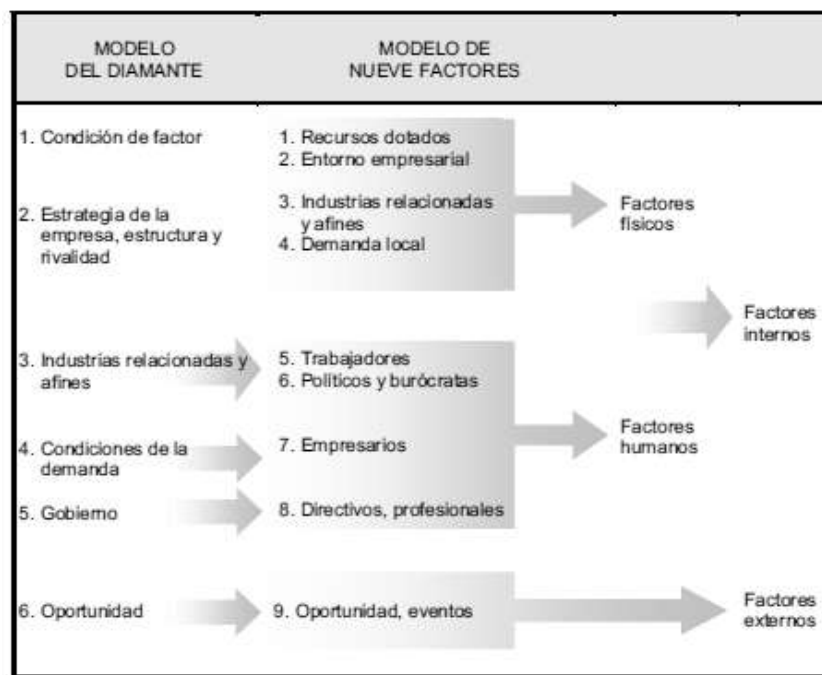 MODELO
DEL DIAMANTE
MODELO DE
NUEVE FACTORES
1. Condición de factor
2. Estrategia de la
empresa, estructura y
rivalidad
3. Industrias relacionadas y
afines
4. Condiciones de la
demanda
5. Gobierno
6. Oportunidad
1. Recursos dotados
2. Entorno empresarial
3. Industrias relacionadas
y afines
4. Demanda local
5. Trabajadores
6. Políticos y burócratas
7. Empresarios
8. Directivos, profesionales
9. Oportunidad, eventos
Factores
físicos
Factores
humanos
Factores
internos
Factores
externos